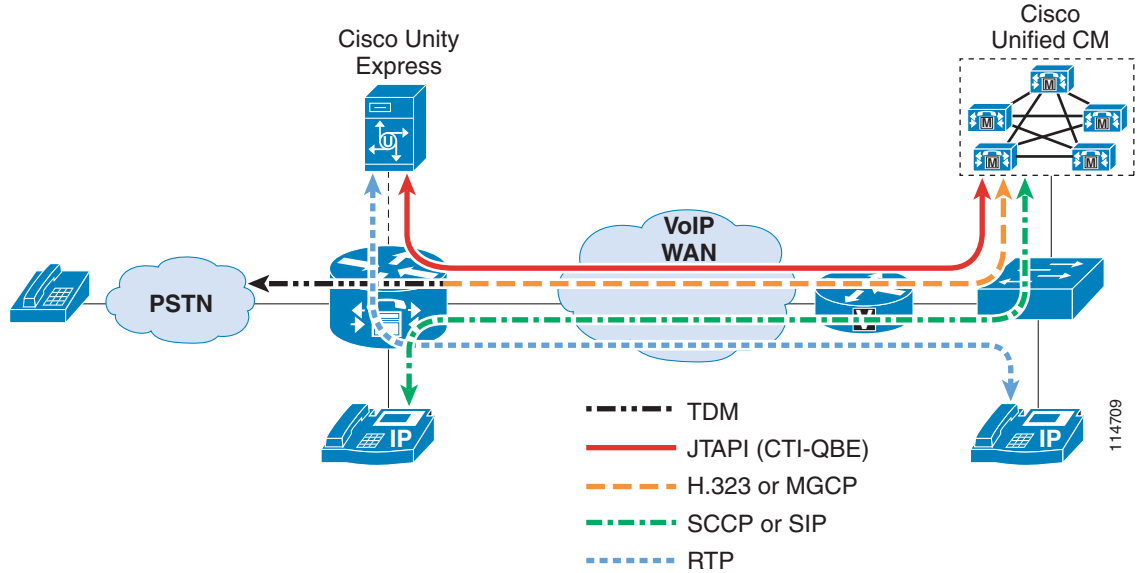 Cisco Unity
Express
Cisco
Unified CM
M
M
M
M
M
U
VoIP
WAN
PSTN
V
IP
IP
TDM
JTAPI (CTI-QBE)
H.323 or MGCP
SCCP or SIP
RTP
114709